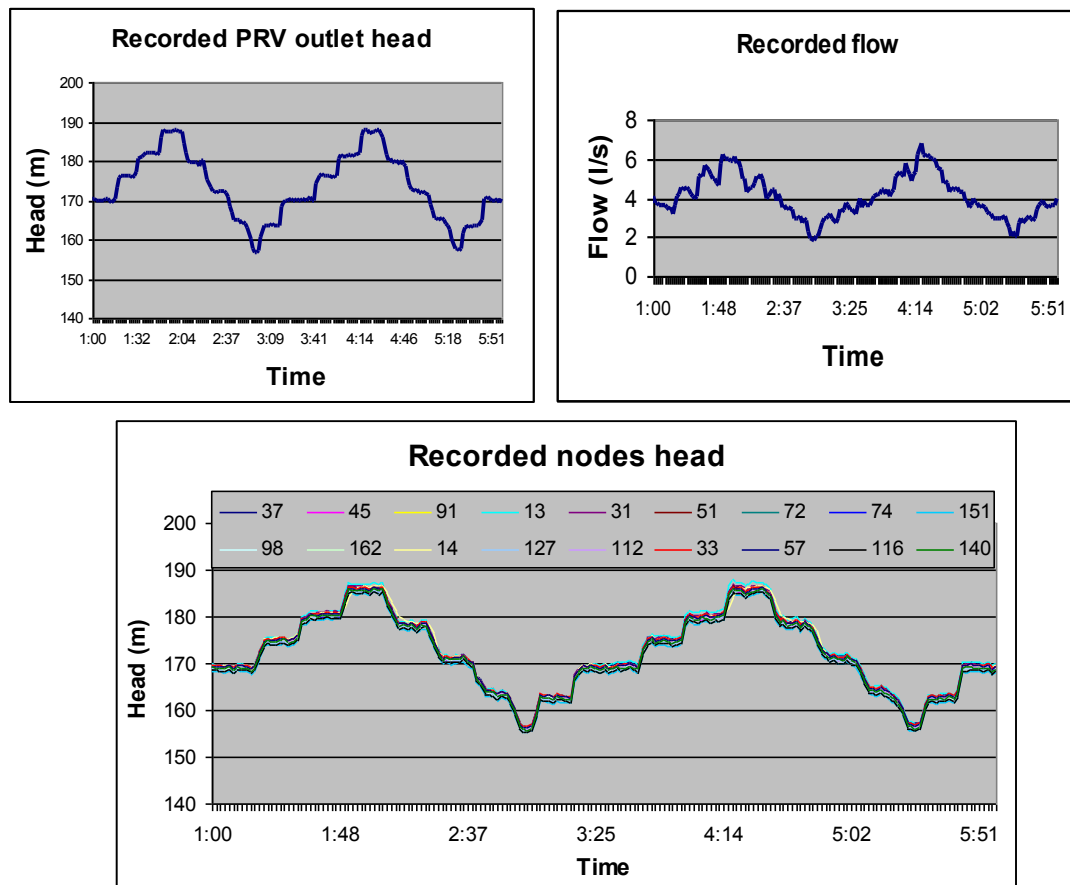 Recorded PRV outlet head
200
190
180
170
160
150
140
Head (m)
1:00 1:32 2:04 2:37 3:09 3:41 4:14 4:46 5:18 5:51
Time
Recorded flow
8
6
4
2
0
Flow (l/s)
1:00 1:48 2:37 3:25 4:14 5:02 5:51
Time
Recorded nodes head
37 45 91 13 31 51 72 74 151
98 162 14 127 112 33 57 116 140
200
190
180
170
160
150
140
Head (m)
1:00 1:48 2:37 3:25 4:14 5:02 5:51
Time